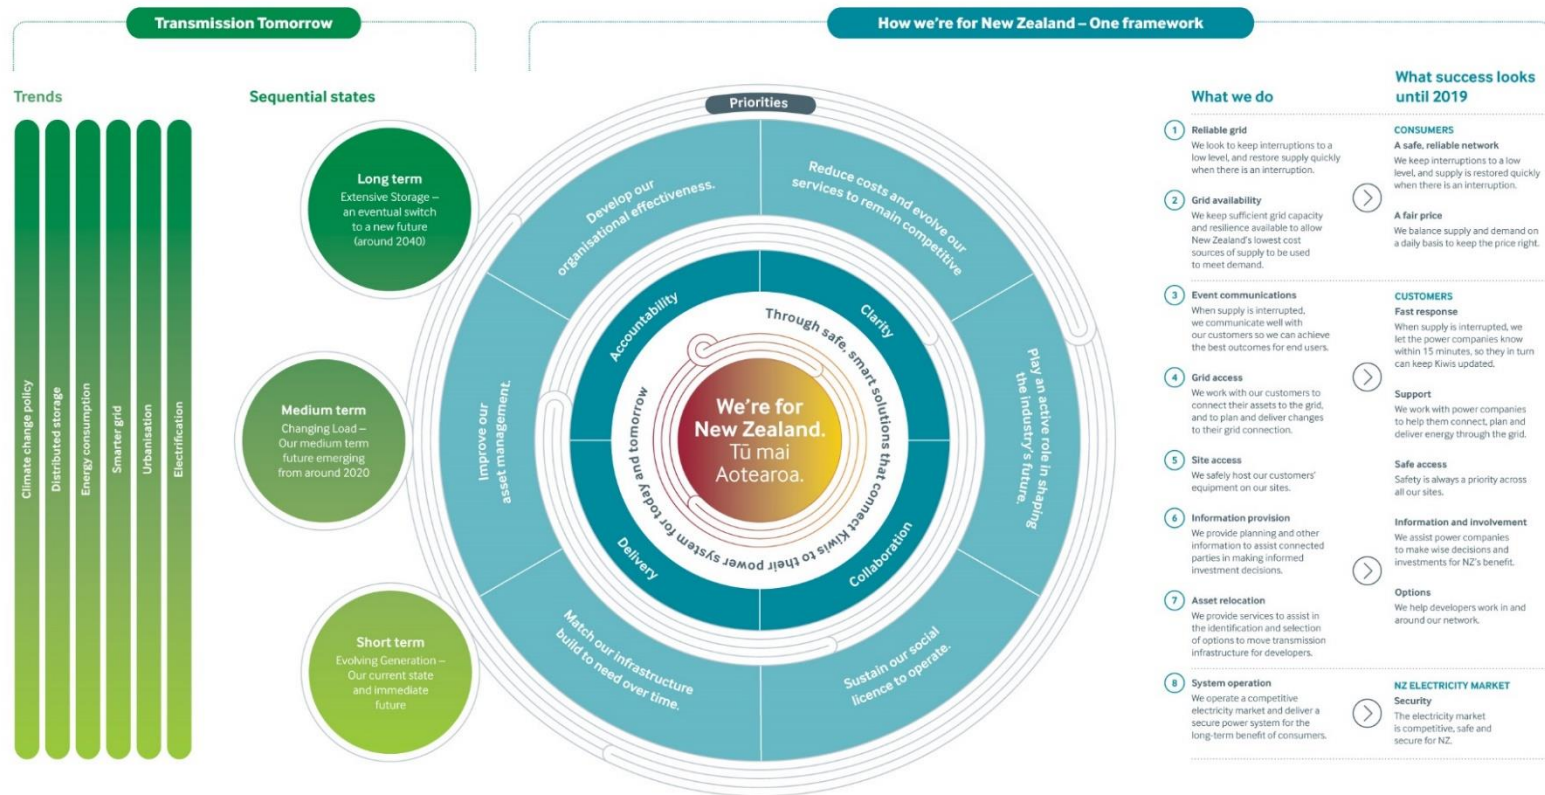 Transmission Tomorrow
How we're for New Zealand – One framework
Trends
Climate change policy
Distributed storage
Energy consumption
Smarter grid
Urbanisation
Electrification
Sequential states
Long term
Extensive Storage –
an eventual switch
to a new future
(around 2040)
Medium term
Changing Load –
Our medium term
future emerging
from around 2020
Short term
Evolving Generation –
Our current state
and immediate
future
Priorities
Develop our
organisational effectiveness.
Reduce costs and evolve our
services to remain competitive
Play an active role in shaping
the industry's future.
Sustain our social
licence to operate.
Match our infrastructure
build to need over time.
Improve our
asset management.
Accountability
Clarity
Collaboration
Delivery
Through safe, smart solutions that connect Kiwis to their power system for today and tomorrow
We're for
New Zealand.
Tū mai
Aotearoa.
What we do
1 Reliable grid
We look to keep interruptions to a
low level, and restore supply quickly
when there is an interruption.
2 Grid availability
We keep sufficient grid capacity
and resilience available to allow
New Zealand's lowest cost
sources of supply to be used
to meet demand.
3 Event communications
When supply is interrupted,
we communicate well with
our customers so we can achieve
the best outcomes for end users.
4 Grid access
We work with our customers to
connect their assets to the grid,
and to plan and deliver changes
to their grid connection.
5 Site access
We safely host our customers'
equipment on our sites.
6 Information provision
We provide planning and other
information to assist connected
parties in making informed
investment decisions.
7 Asset relocation
We provide services to assist in
the identification and selection
of options to move transmission
infrastructure for developers.
8 System operation
We operate a competitive
electricity market and deliver a
secure power system for the
long-term benefit of consumers.
What success looks
until 2019
CONSUMERS
A safe, reliable network
We keep interruptions to a low
level, and supply is restored quickly
when there is an interruption.
A fair price
We balance supply and demand on
a daily basis to keep the price right.
CUSTOMERS
Fast response
When supply is interrupted, we
let the power companies know
within 15 minutes, so they in turn
can keep Kiwis updated.
Support
We work with power companies
to help them connect, plan and
deliver energy through the grid.
Safe access
Safety is always a priority across
all our sites.
Information and involvement
We assist power companies
to make wise decisions and
investments for NZ's benefit.
Options
We help developers work in and
around our network.
NZ ELECTRICITY MARKET
Security
The electricity market
is competitive, safe and
secure for NZ.